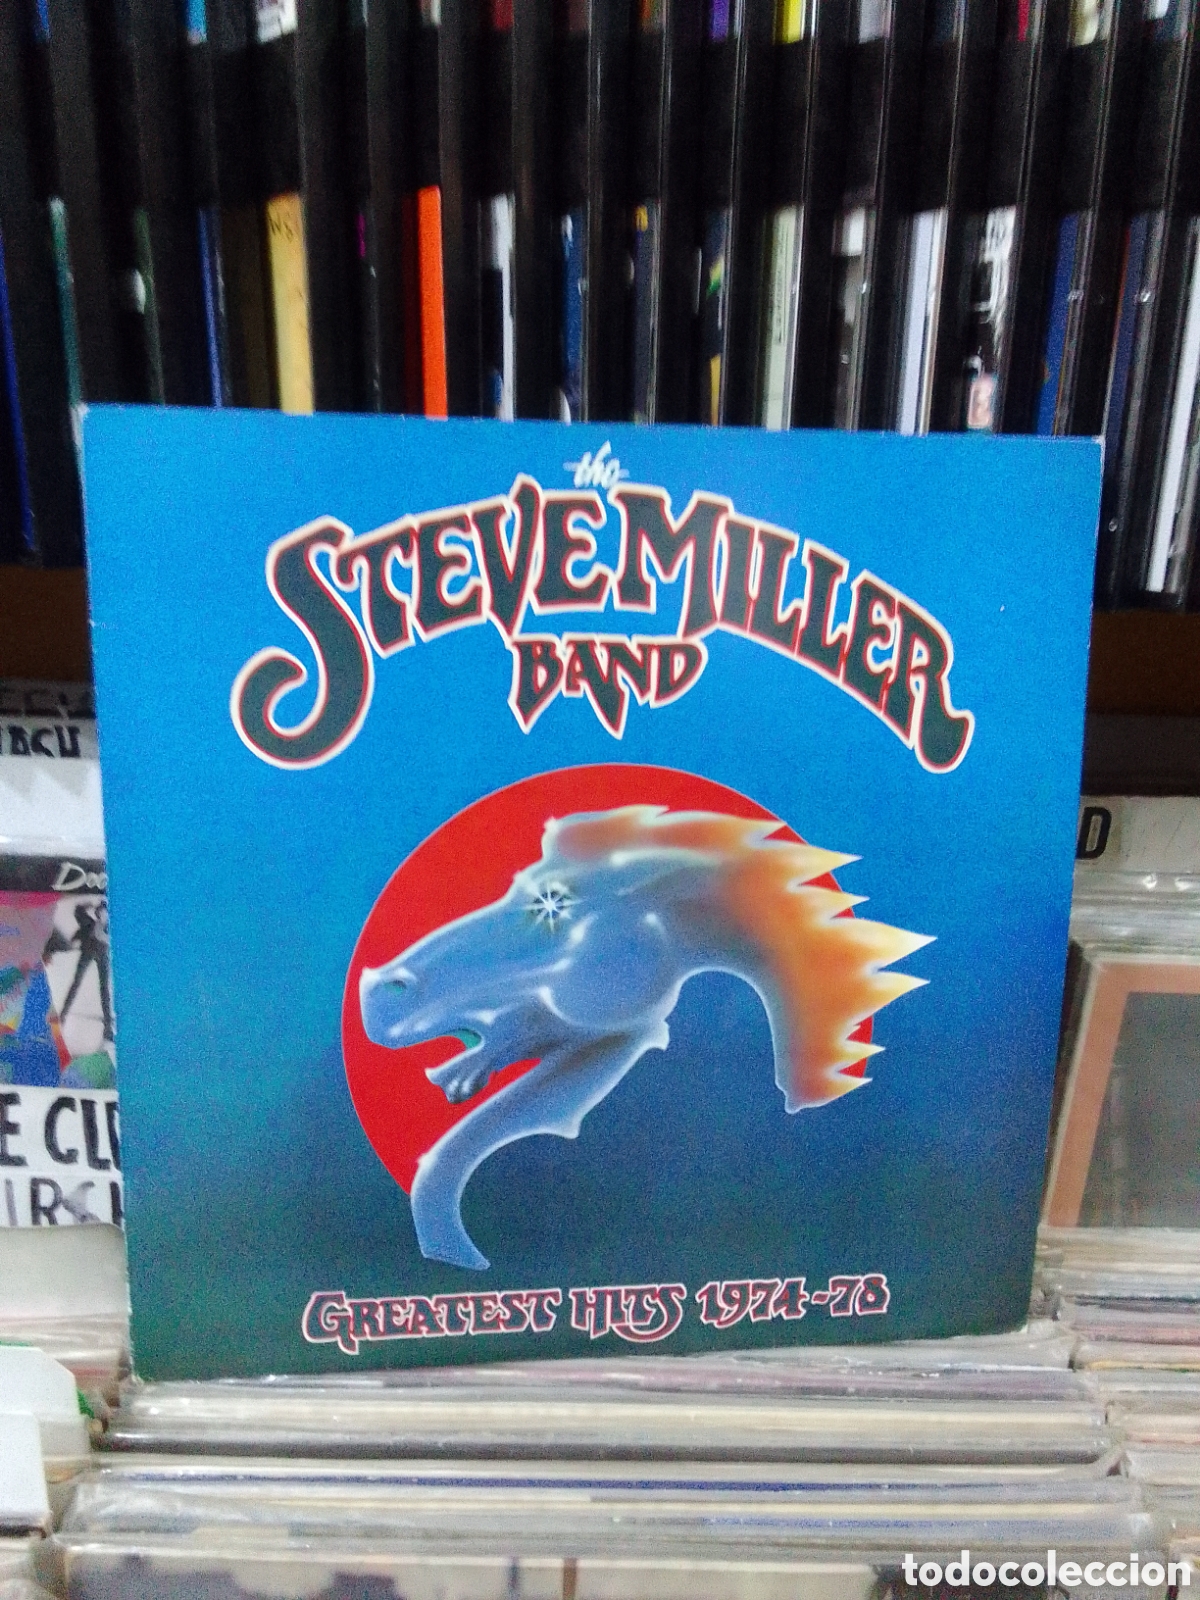 the
STEVE MILLER
BAND
GREATEST HITS 1974-78
D
todocoleccion